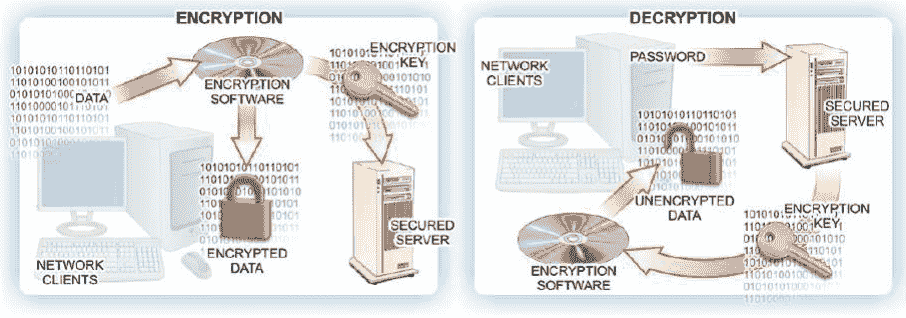 ENCRYPTION
DATA
ENCRYPTION
SOFTWARE
ENCRYPTION
KEY
ENCRYPTED
DATA
SECURED
SERVER
NETWORK
CLIENTS
DECRYPTION
NETWORK
CLIENTS
PASSWORD
SECURED
SERVER
UNENCRYPTED
DATA
ENCRYPTION
KEY
ENCRYPTION
SOFTWARE